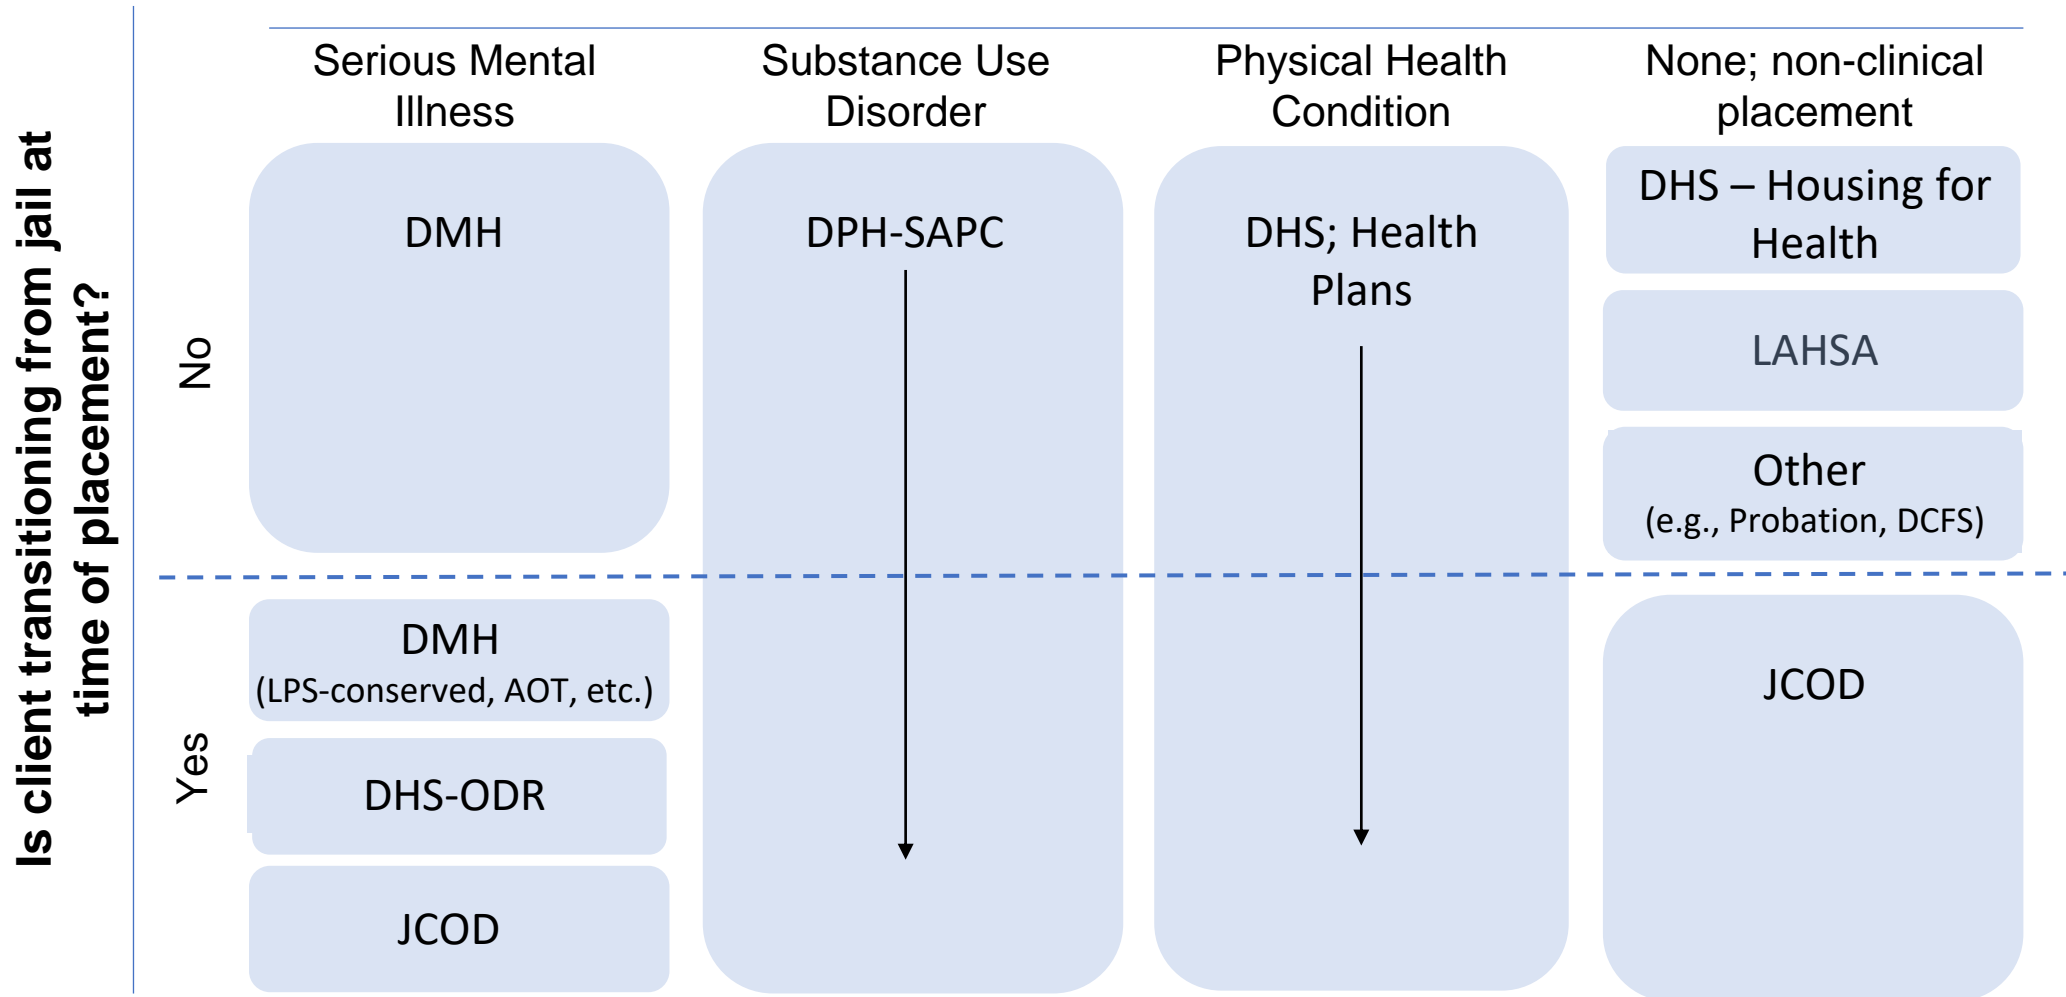 Is client transitioning from jail at
time of placement?
No
Yes
Serious Mental
Illness
Substance Use
Disorder
Physical Health
Condition
None; non-clinical
placement
DMH
DPH-SAPC
DHS; Health
Plans
DHS – Housing for
Health
LAHSA
Other
(e.g., Probation, DCFS)
DMH
(LPS-conserved, AOT, etc.)
DHS-ODR
JCOD
JCOD